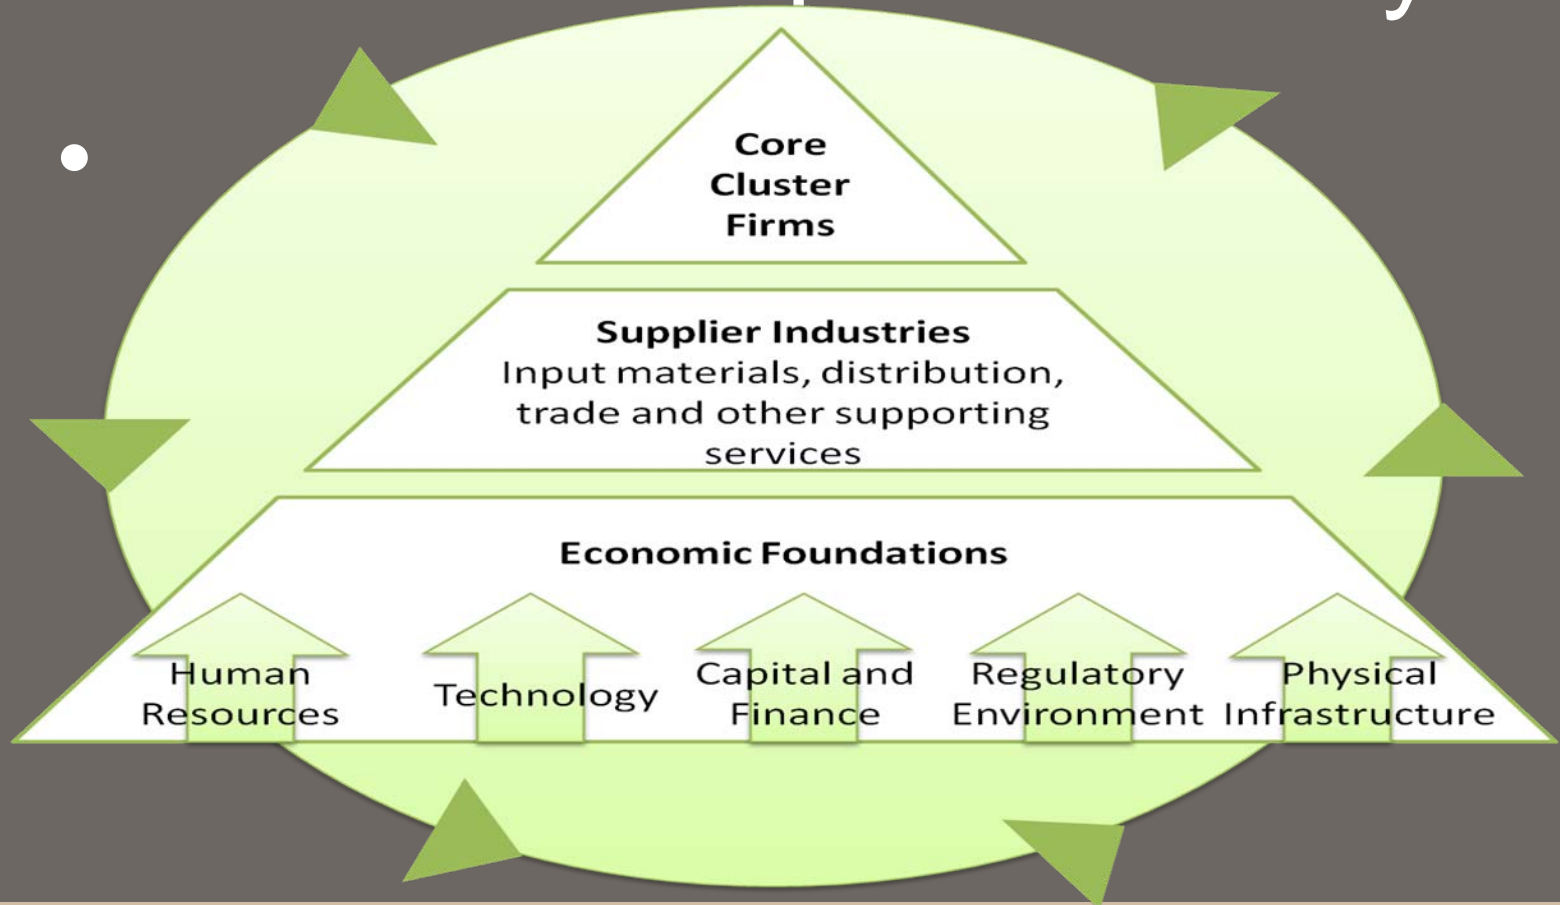 Core
Cluster
Firms
Supplier Industries
Input materials, distribution,
trade and other supporting
services
Economic Foundations
Human
Resources
Technology
Capital and
Finance
Regulatory
Environment
Physical
Infrastructure